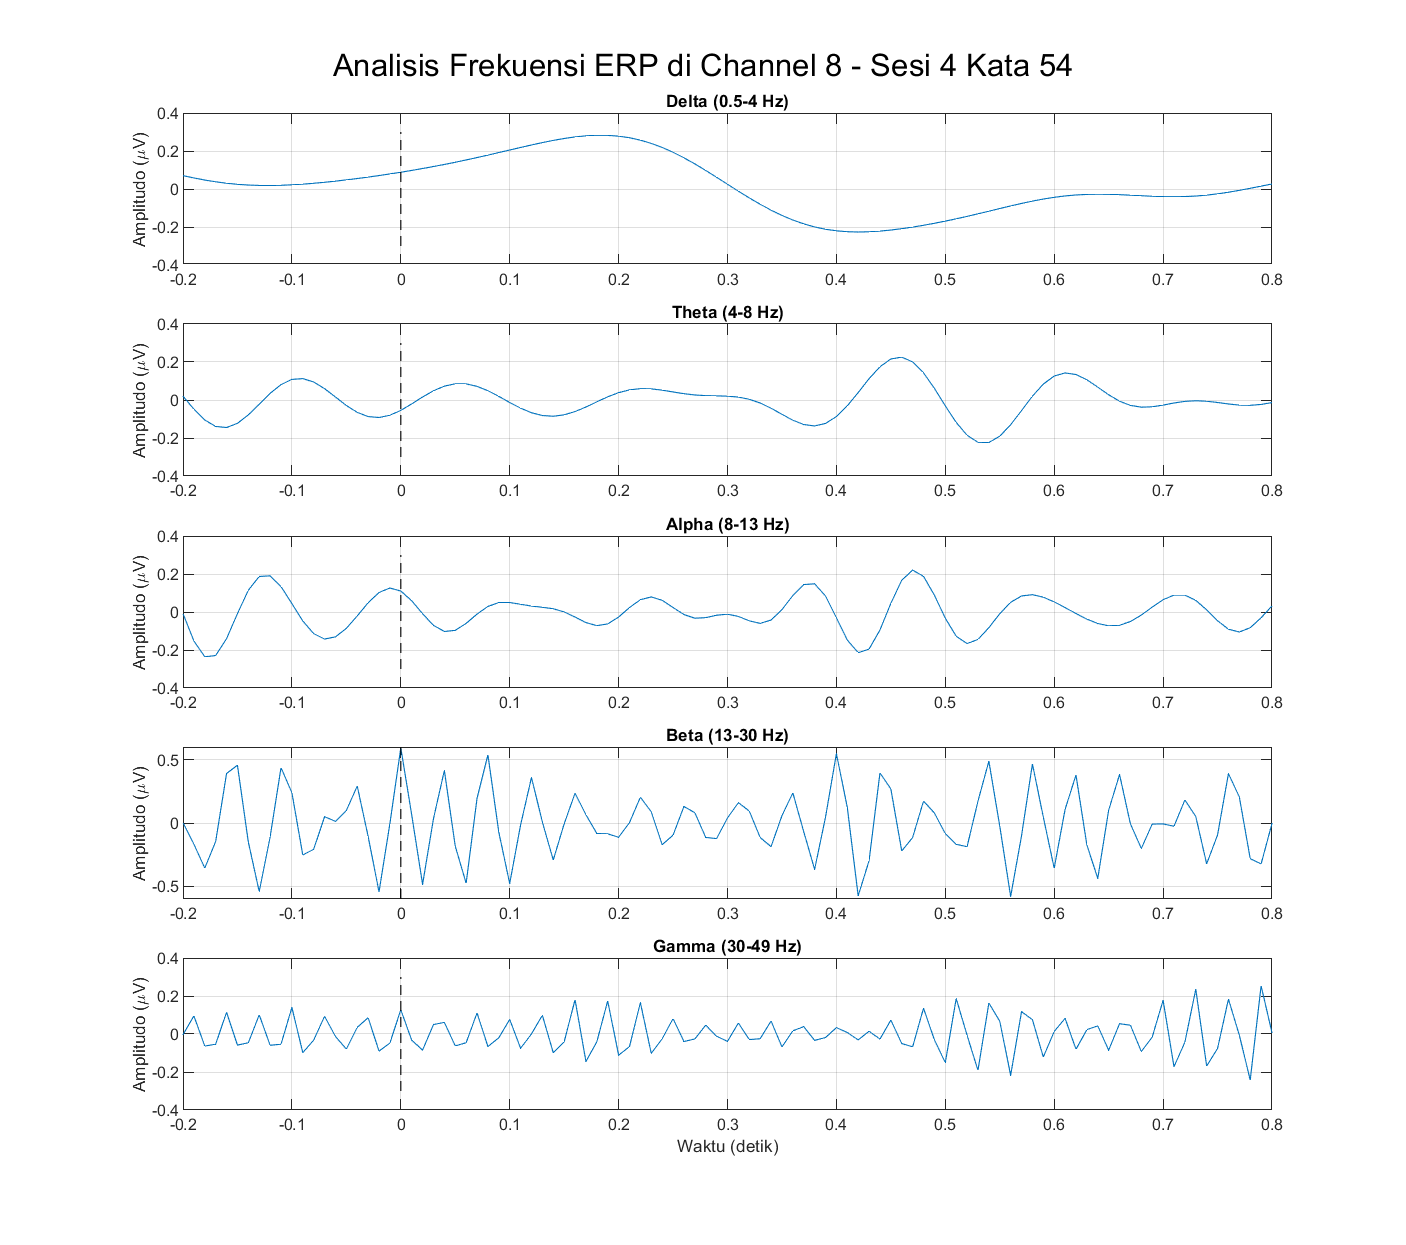 Analisis Frekuensi ERP di Channel 8 - Sesi 4 Kata 54
Delta (0.5-4 Hz)
Amplitudo (μV)
0.4
0.2
0
-0.2
-0.4
-0.2 -0.1 0 0.1 0.2 0.3 0.4 0.5 0.6 0.7 0.8
Theta (4-8 Hz)
Amplitudo (μV)
0.4
0.2
0
-0.2
-0.4
-0.2 -0.1 0 0.1 0.2 0.3 0.4 0.5 0.6 0.7 0.8
Alpha (8-13 Hz)
Amplitudo (μV)
0.4
0.2
0
-0.2
-0.4
-0.2 -0.1 0 0.1 0.2 0.3 0.4 0.5 0.6 0.7 0.8
Beta (13-30 Hz)
Amplitudo (μV)
0.5
0
-0.5
-0.2 -0.1 0 0.1 0.2 0.3 0.4 0.5 0.6 0.7 0.8
Gamma (30-49 Hz)
Amplitudo (μV)
0.4
0.2
0
-0.2
-0.4
-0.2 -0.1 0 0.1 0.2 0.3 0.4 0.5 0.6 0.7 0.8
Waktu (detik)